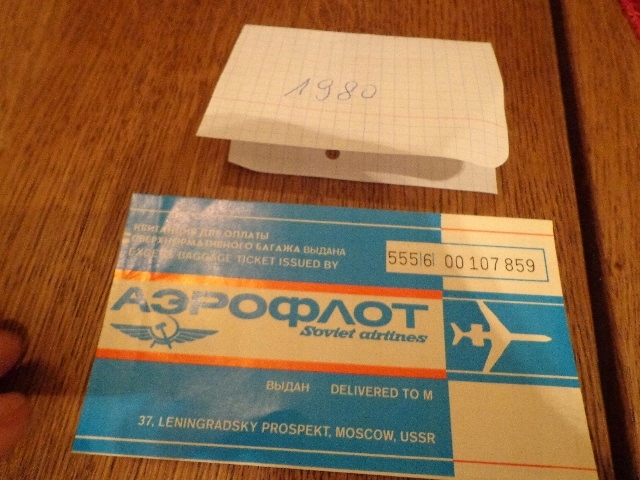 1980
КВИТАНЦИЯ ДЛЯ ОПЛАТЫ
СВЕРХНОРМАТИВНОГО БАГАЖА ВЫДАНА
EXCESS BAGGAGE TICKET ISSUED BY
555|6| 00 107 859
АЭРОФЛОТ
Soviet airlines
ВЫДАН DELIVERED TO M
37, LENINGRADSKY PROSPEKT, MOSCOW, USSR